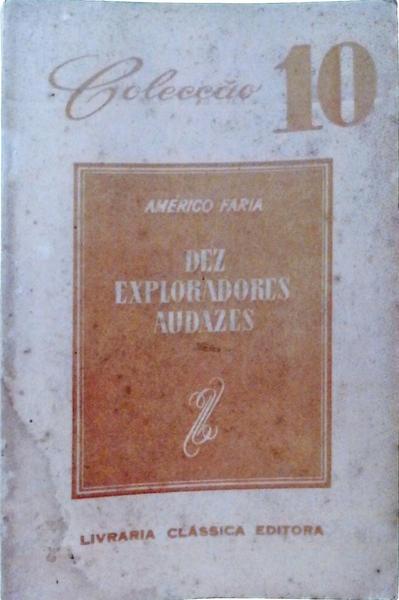 Colecção 10
AMÉRICO FARIA
DEZ
EXPLORADORES
AUDAZES
LIVRARIA CLÁSSICA EDITORA